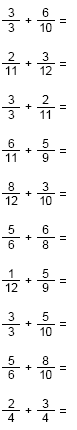 3/3 + 6/10 =
2/11 + 3/12 =
3/3 + 2/11 =
6/11 + 5/9 =
8/12 + 3/10 =
5/6 + 6/8 =
1/12 + 5/9 =
3/3 + 5/10 =
5/6 + 8/10 =
2/4 + 3/4 =